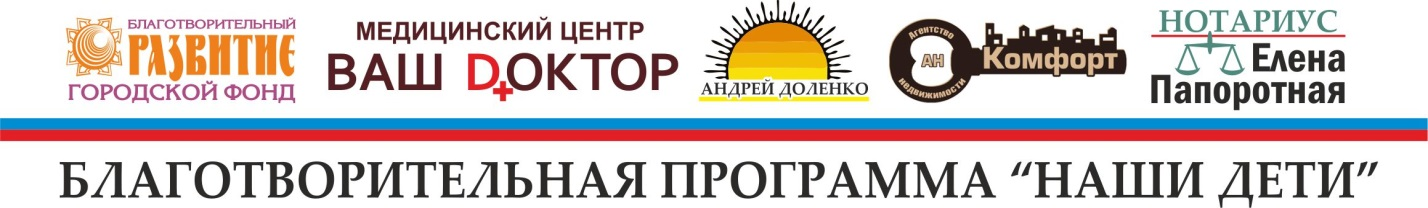 БЛАГОТВОРИТЕЛЬНЫЙ
РАЗВИТИЕ
ГОРОДСКОЙ ФОНД
МЕДИЦИНСКИЙ ЦЕНТР
ВАШ ДОКТОР
АНДРЕЙ ДОЛЕНКО
Агентство
АН
недвижимости
Комфорт
НОТАРИУС
Елена
Папоротная
БЛАГОТВОРИТЕЛЬНАЯ ПРОГРАММА “НАШИ ДЕТИ”